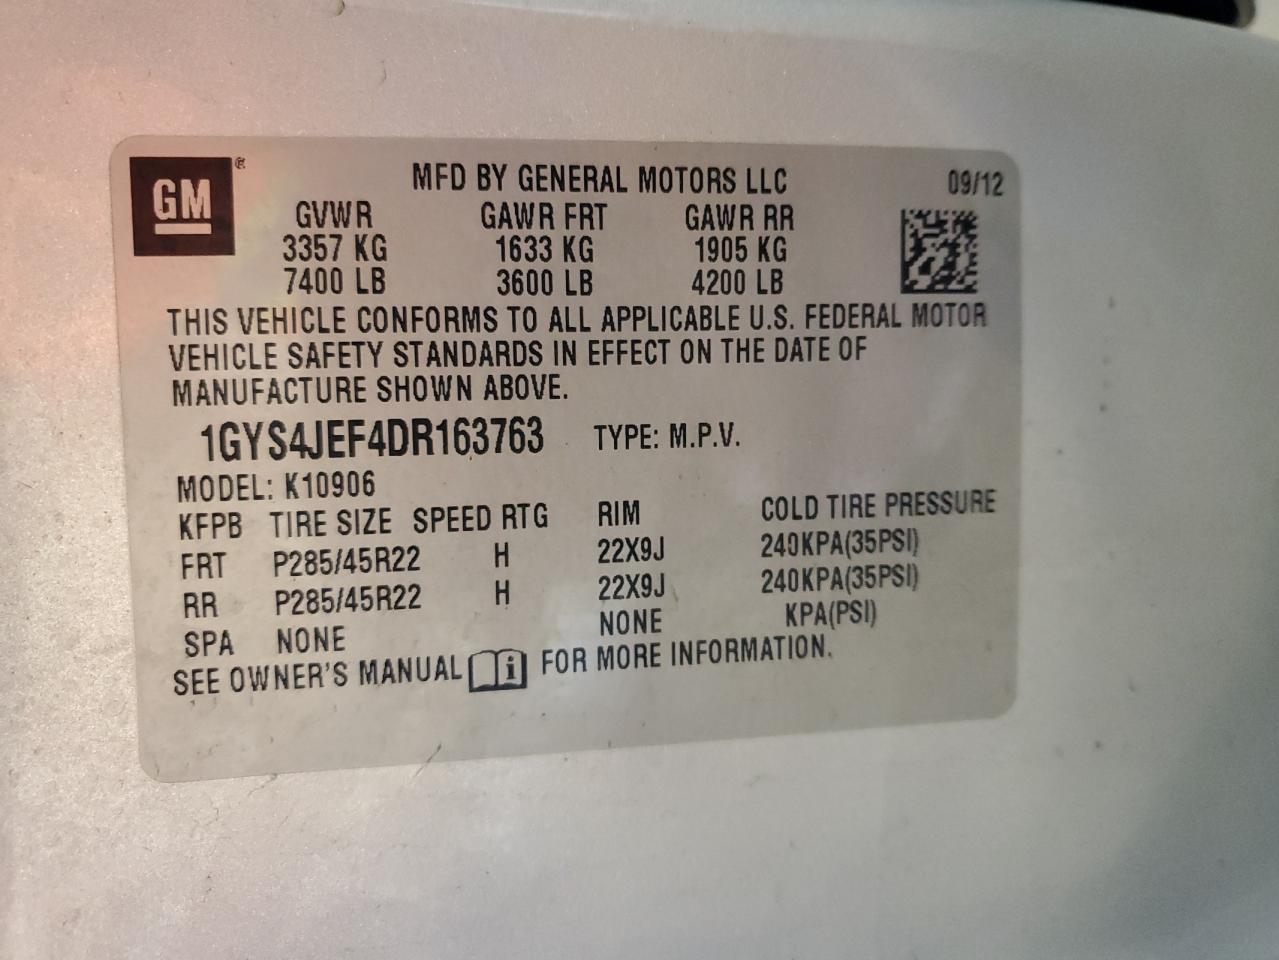 GM ® MFD BY GENERAL MOTORS LLC 09/12
GVWR GAWR FRT GAWR RR
3357 KG 1633 KG 1905 KG
7400 LB 3600 LB 4200 LB
THIS VEHICLE CONFORMS TO ALL APPLICABLE U.S. FEDERAL MOTOR
VEHICLE SAFETY STANDARDS IN EFFECT ON THE DATE OF
MANUFACTURE SHOWN ABOVE.
1GYS4JEF4DR163763 TYPE: M.P.V.
MODEL: K10906
KFPB TIRE SIZE SPEED RTG RIM COLD TIRE PRESSURE
FRT P285/45R22 H 22X9J 240KPA(35PSI)
RR P285/45R22 H 22X9J 240KPA(35PSI)
SPA NONE NONE KPA(PSI)
SEE OWNER'S MANUAL i FOR MORE INFORMATION.